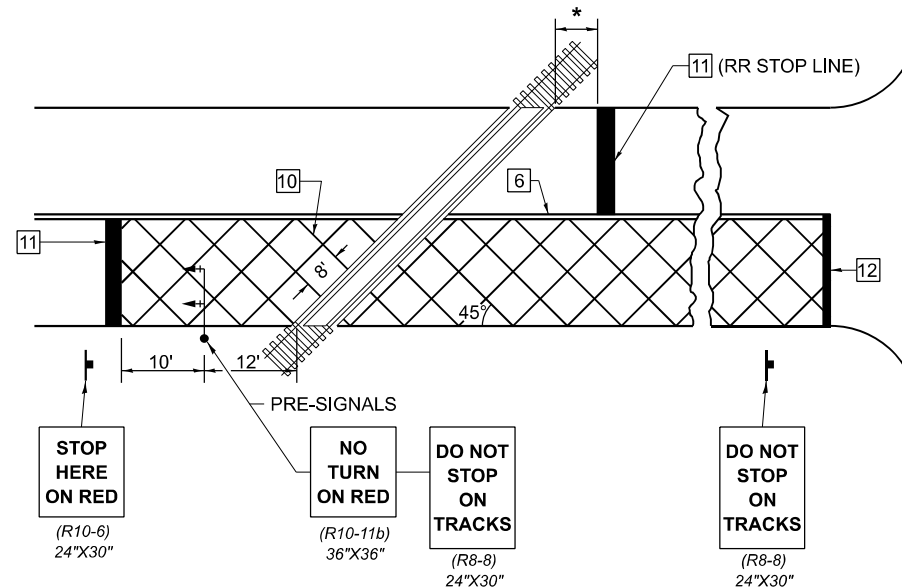 *
11 (RR STOP LINE)
10
6
11
8'
12
45°
10'
12'
PRE-SIGNALS
STOP
HERE
ON RED
(R10-6)
24"X30"
NO
TURN
ON RED
(R10-11b)
36"X36"
DO NOT
STOP
ON
TRACKS
(R8-8)
24"X30"
DO NOT
STOP
ON
TRACKS
(R8-8)
24"X30"